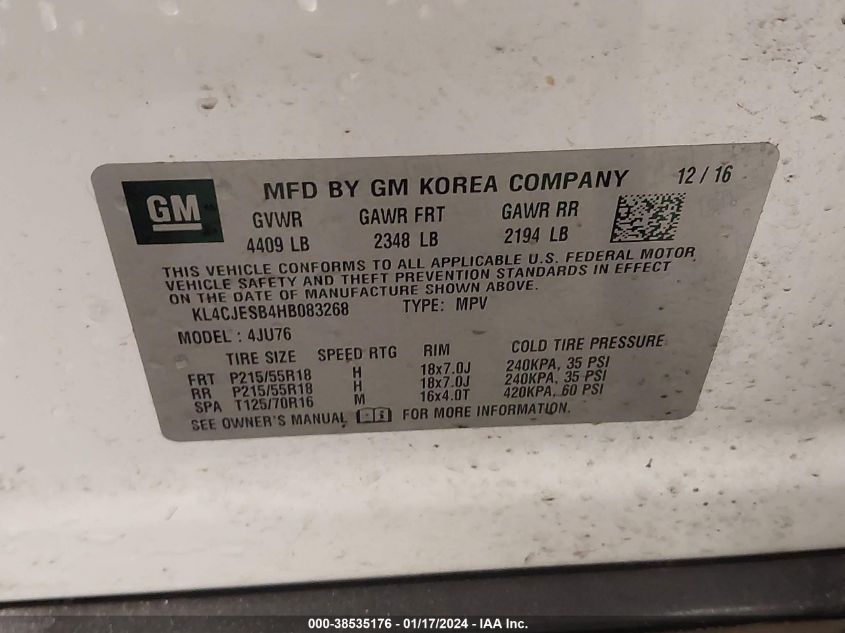 GM
MFD BY GM KOREA COMPANY 12 / 16
GVWR GAWR FRT GAWR RR
4409 LB 2348 LB 2194 LB
THIS VEHICLE CONFORMS TO ALL APPLICABLE U.S. FEDERAL MOTOR
VEHICLE SAFETY AND THEFT PREVENTION STANDARDS IN EFFECT
ON THE DATE OF MANUFACTURE SHOWN ABOVE.
KL4CJESB4HB083268 TYPE: MPV
MODEL : 4JU76
TIRE SIZE SPEED RTG RIM COLD TIRE PRESSURE
FRT P215/55R18 H 18x7.0J 240KPA, 35 PSI
RR P215/55R18 H 18x7.0J 240KPA, 35 PSI
SPA T125/70R16 M 16x4.0T 420KPA, 60 PSI
SEE OWNER'S MANUAL FOR MORE INFORMATION.
000-38535176 - 01/17/2024 - IAA Inc.